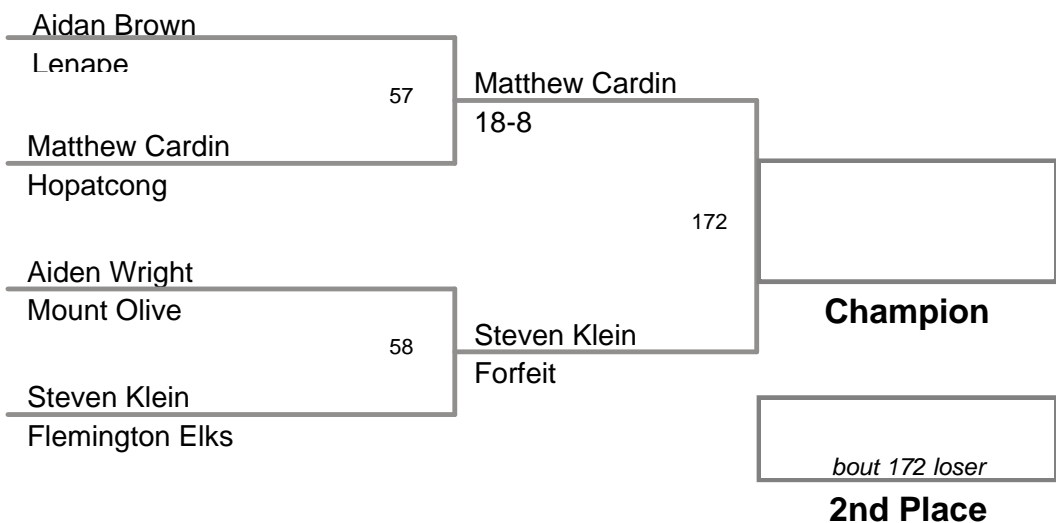 Aidan Brown
Lenape
57
Matthew Cardin
18-8
Matthew Cardin
Hopatcong
172
Aiden Wright
Mount Olive
58
Steven Klein
Forfeit
Steven Klein
Flemington Elks
Champion
bout 172 loser
2nd Place